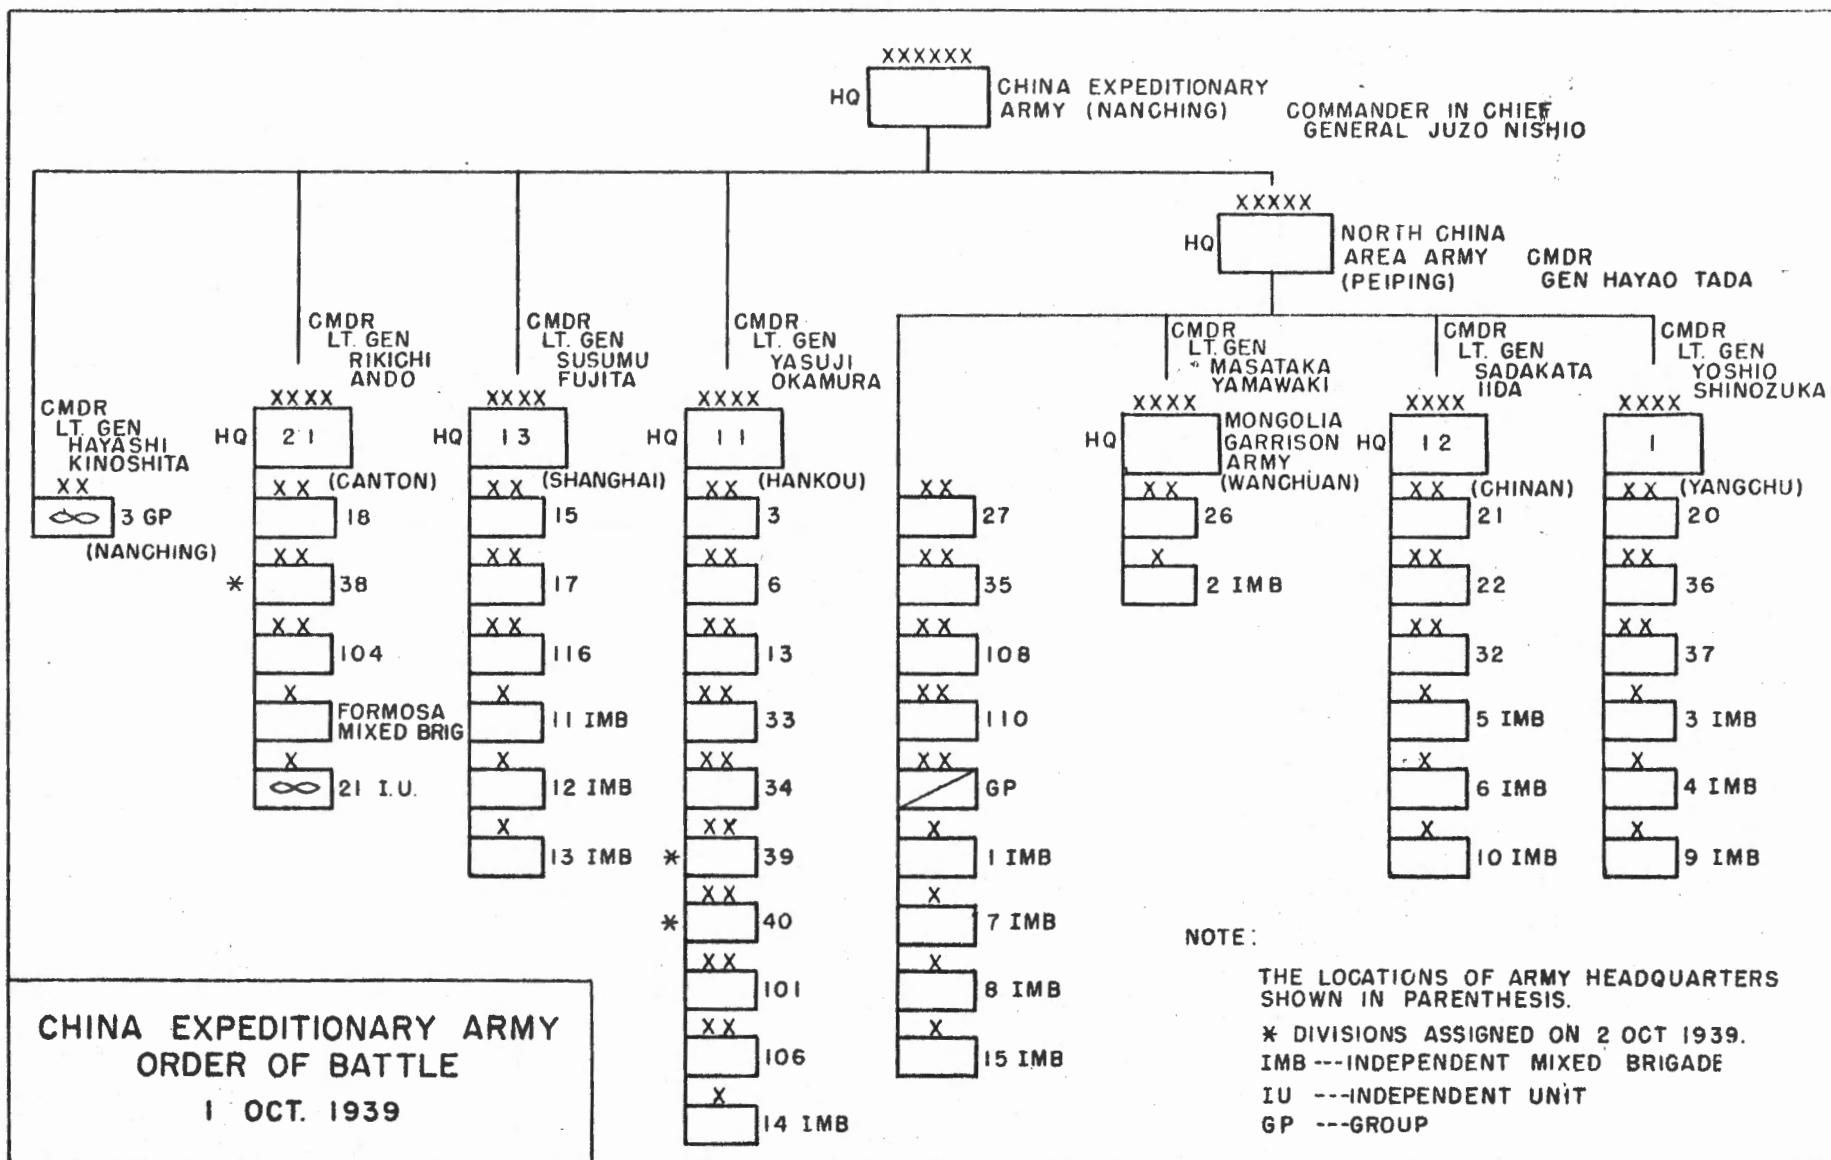 XXXXXX
HQ
CHINA EXPEDITIONARY
ARMY (NANCHING)
COMMANDER IN CHIEF
GENERAL JUZO NISHIO
XXXXX
HQ
NORTH CHINA
AREA ARMY
(PEIPING)
CMDR
GEN HAYAO TADA
CMDR
LT. GEN
HAYASHI
KINOSHITA
XX
3 GP
(NANCHING)
CMDR
LT. GEN
RIKICHI
ANDO
XXXX
HQ
21
(CANTON)
XX
18
XX
* 38
XX
104
X
FORMOSA
MIXED BRIG
X
21 I.U.
CMDR
LT. GEN
SUSUMU
FUJITA
XXXX
HQ
13
(SHANGHAI)
XX
15
XX
17
XX
116
X
11 IMB
X
12 IMB
X
13 IMB
CMDR
LT. GEN
YASUJI
OKAMURA
XXXX
HQ
11
(HANKOU)
XX
3
XX
6
XX
13
XX
33
XX
34
XX
* 39
XX
* 40
XX
101
XX
106
X
14 IMB
XX
27
XX
35
XX
108
XX
110
XX
GP
X
1 IMB
X
7 IMB
X
8 IMB
X
15 IMB
CMDR
LT. GEN
MASATAKA
YAMAWAKI
XXXX
HQ
MONGOLIA
GARRISON
ARMY
(WANCHUAN)
XX
26
X
2 IMB
CMDR
LT. GEN
SADAKATA
IIDA
XXXX
HQ
12
(CHINAN)
XX
21
XX
22
XX
32
X
5 IMB
X
6 IMB
X
10 IMB
CMDR
LT. GEN
YOSHIO
SHINOZUKA
XXXX
1
(YANGCHU)
XX
20
XX
36
XX
37
X
3 IMB
X
4 IMB
X
9 IMB
NOTE:
THE LOCATIONS OF ARMY HEADQUARTERS
SHOWN IN PARENTHESIS.
* DIVISIONS ASSIGNED ON 2 OCT 1939.
IMB ---INDEPENDENT MIXED BRIGADE
IU ---INDEPENDENT UNIT
GP ---GROUP
CHINA EXPEDITIONARY ARMY
ORDER OF BATTLE
1 OCT. 1939